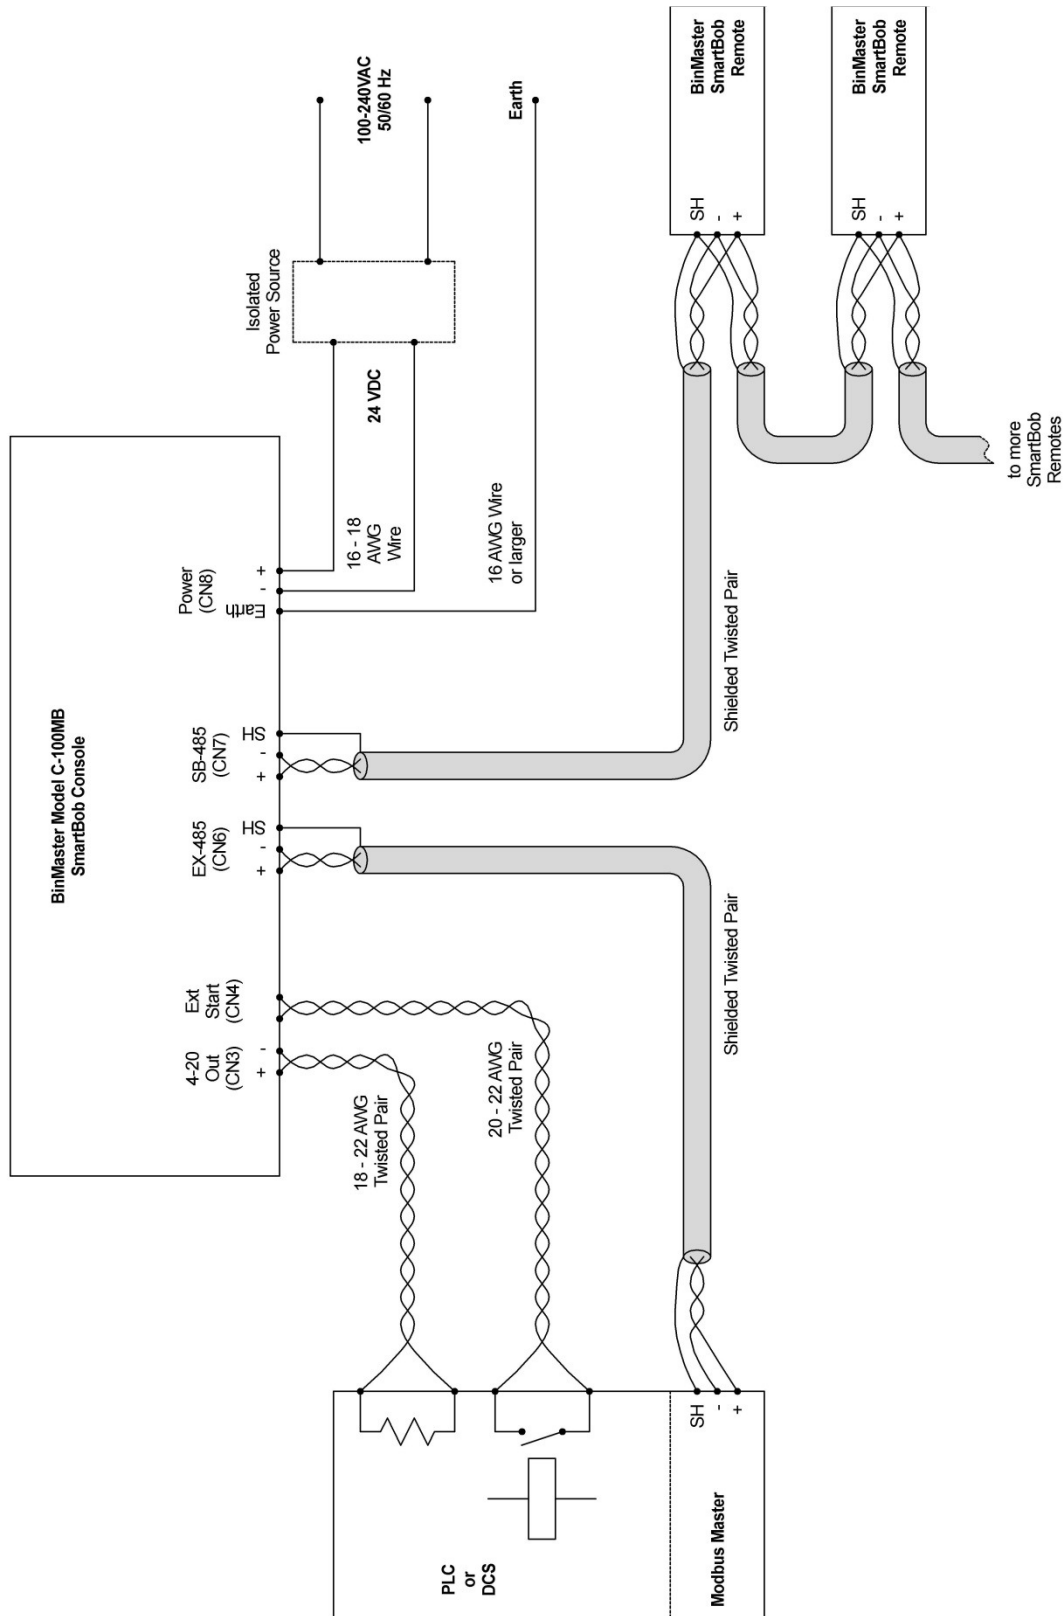 BinMaster Model C-100MB
SmartBob Console
4-20
Out
(CN3)
+
-
Ext
Start
(CN4)
EX-485
(CN6)
+
-
SH
SB-485
(CN7)
+
-
SH
Power
(CN8)
Earth
-
+
18 - 22 AWG
Twisted Pair
20 - 22 AWG
Twisted Pair
16 AWG Wire
or larger
16 - 18
AWG
Wire
24 VDC
Isolated
Power Source
100-240VAC
50/60 Hz
Earth
PLC
or
DCS
Modbus Master
SH
-
+
Shielded Twisted Pair
Shielded Twisted Pair
BinMaster
SmartBob
Remote
SH
-
+
BinMaster
SmartBob
Remote
SH
-
+
to more
SmartBob
Remotes